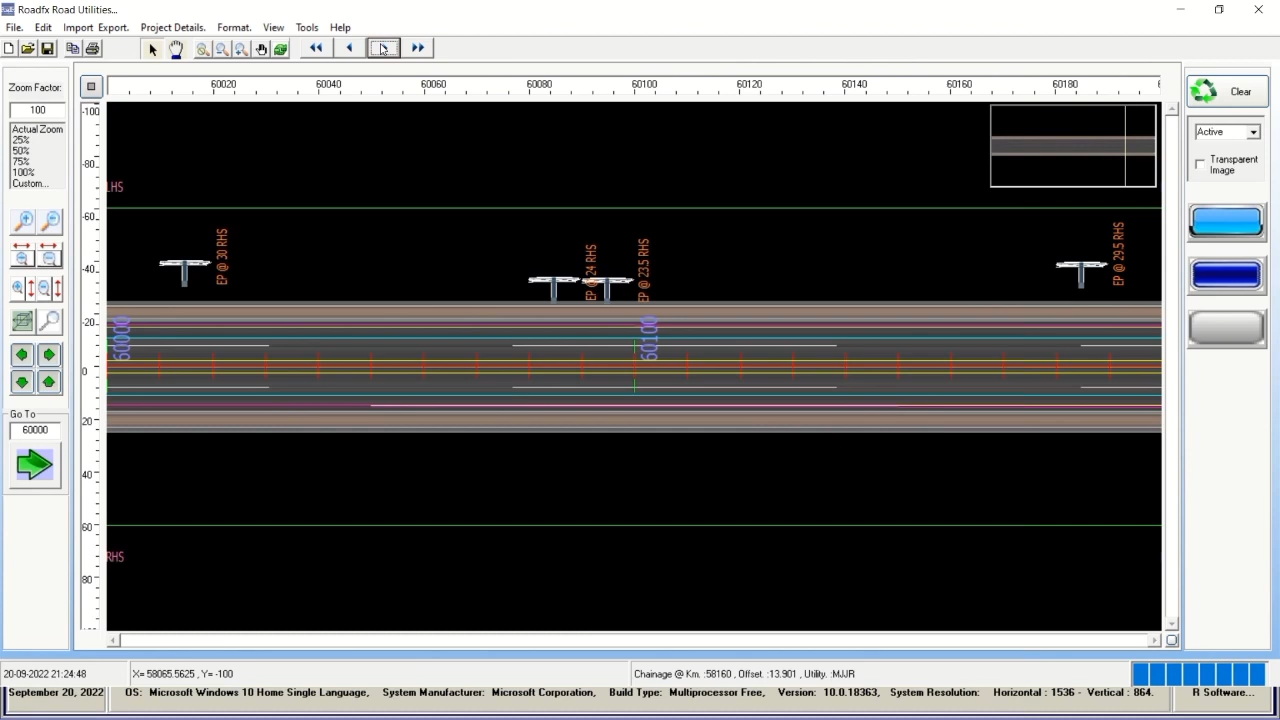 Roadfx Road Utilities...
File. Edit Import Export. Project Details. Format. View Tools Help
Zoom Factor:
100
Actual Zoom
25%
50%
75%
100%
Custom...
Go To
60000
60020 60040 60060 60080 60100 60120 60140 60160 60180
-100
-80
-60
-40
-20
0
20
40
60
80
LHS
EP @ 30 RHS
EP @ 24 RHS
EP @ 23.5 RHS
EP @ 29.5 RHS
60000
60100
RHS
Clear
Active
Transparent
Image
20-09-2022 21:24:48 X= 58065.5625 , Y= -100 Chainage @ Km. :58160 , Offset. :13.901 , Utility. :MJJR
September 20, 2022 OS: Microsoft Windows 10 Home Single Language, System Manufacturer: Microsoft Corporation, Build Type: Multiprocessor Free, Version: 10.0.18363, System Resolution: Horizontal : 1536 - Vertical : 864. R Software...